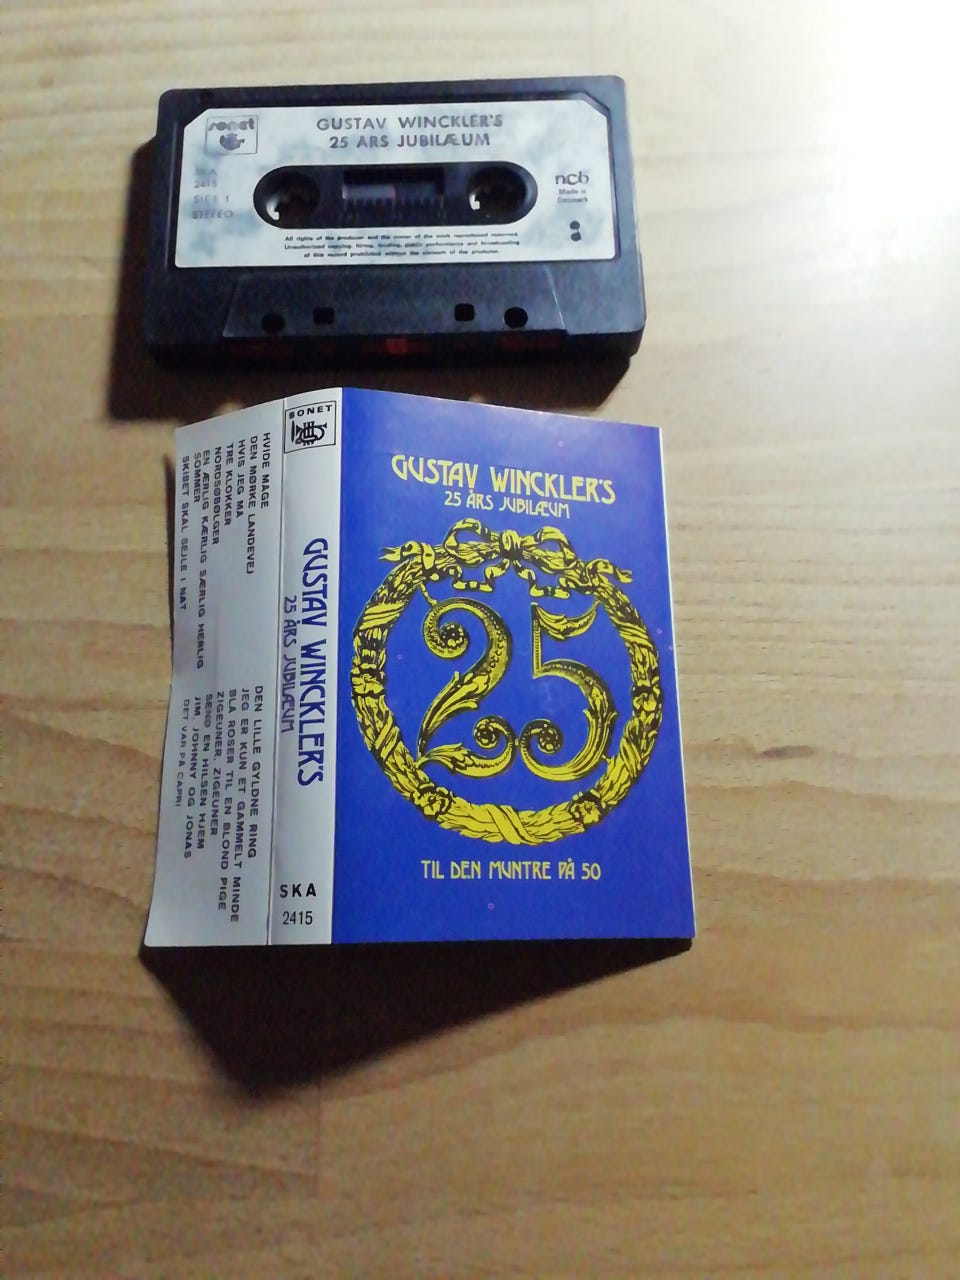 sonet
GUSTAV WINCKLER'S
25 ARS JUBILÆUM
SKA
2415
SIDE 1
STEREO
ncb
Made in
Denmark
All rights of the producer and the owner of the work reproduced reserved.
Unauthorized copying, hiring, lending, public performance and broadcasting
of this record prohibited without the consent of the producer.
SONET
HVIDE MAGE
DEN MØRKE LANDEVEJ
HVIS JEG MA
TRE KLOKKER
NORDSØBØLGER
EN ÆRLIG KÆRLIG SÆRLIG HERLIG
SOMMER
SKIBET SKAL SEJLE I NAT
DEN LILLE GYLDNE RING
JEG ER KUN ET GAMMELT MINDE
BLA ROSER TIL EN BLOND PIGE
ZIGEUNER, ZIGEUNER
SEND EN HILSEN HJEM
JIM, JOHNNY OG JONAS
DET VAR PÅ CAPRI
GUSTAV WINCKLER'S
25 ÅRS JUBILÆUM
SKA
2415
GUSTAV WINCKLER'S
25 ÅRS JUBILÆUM
25
TIL DEN MUNTRE PÅ 50